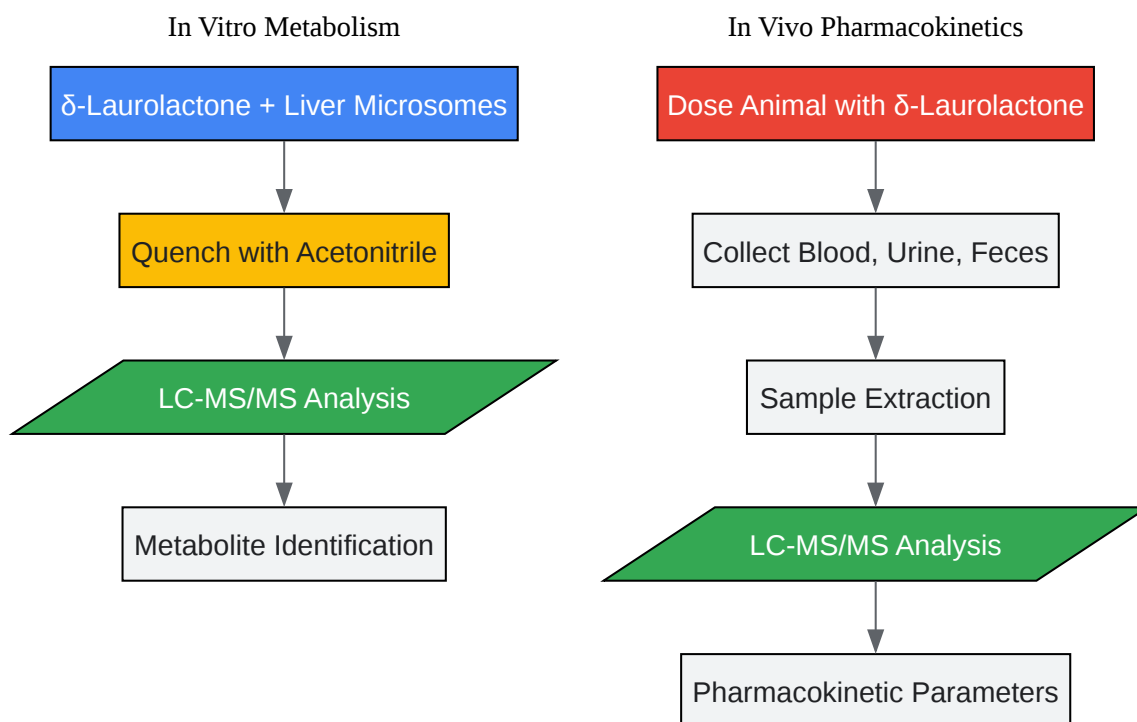 In Vitro Metabolism
δ-Laurolactone + Liver Microsomes
Quench with Acetonitrile
LC-MS/MS Analysis
Metabolite Identification
In Vivo Pharmacokinetics
Dose Animal with δ-Laurolactone
Collect Blood, Urine, Feces
Sample Extraction
LC-MS/MS Analysis
Pharmacokinetic Parameters